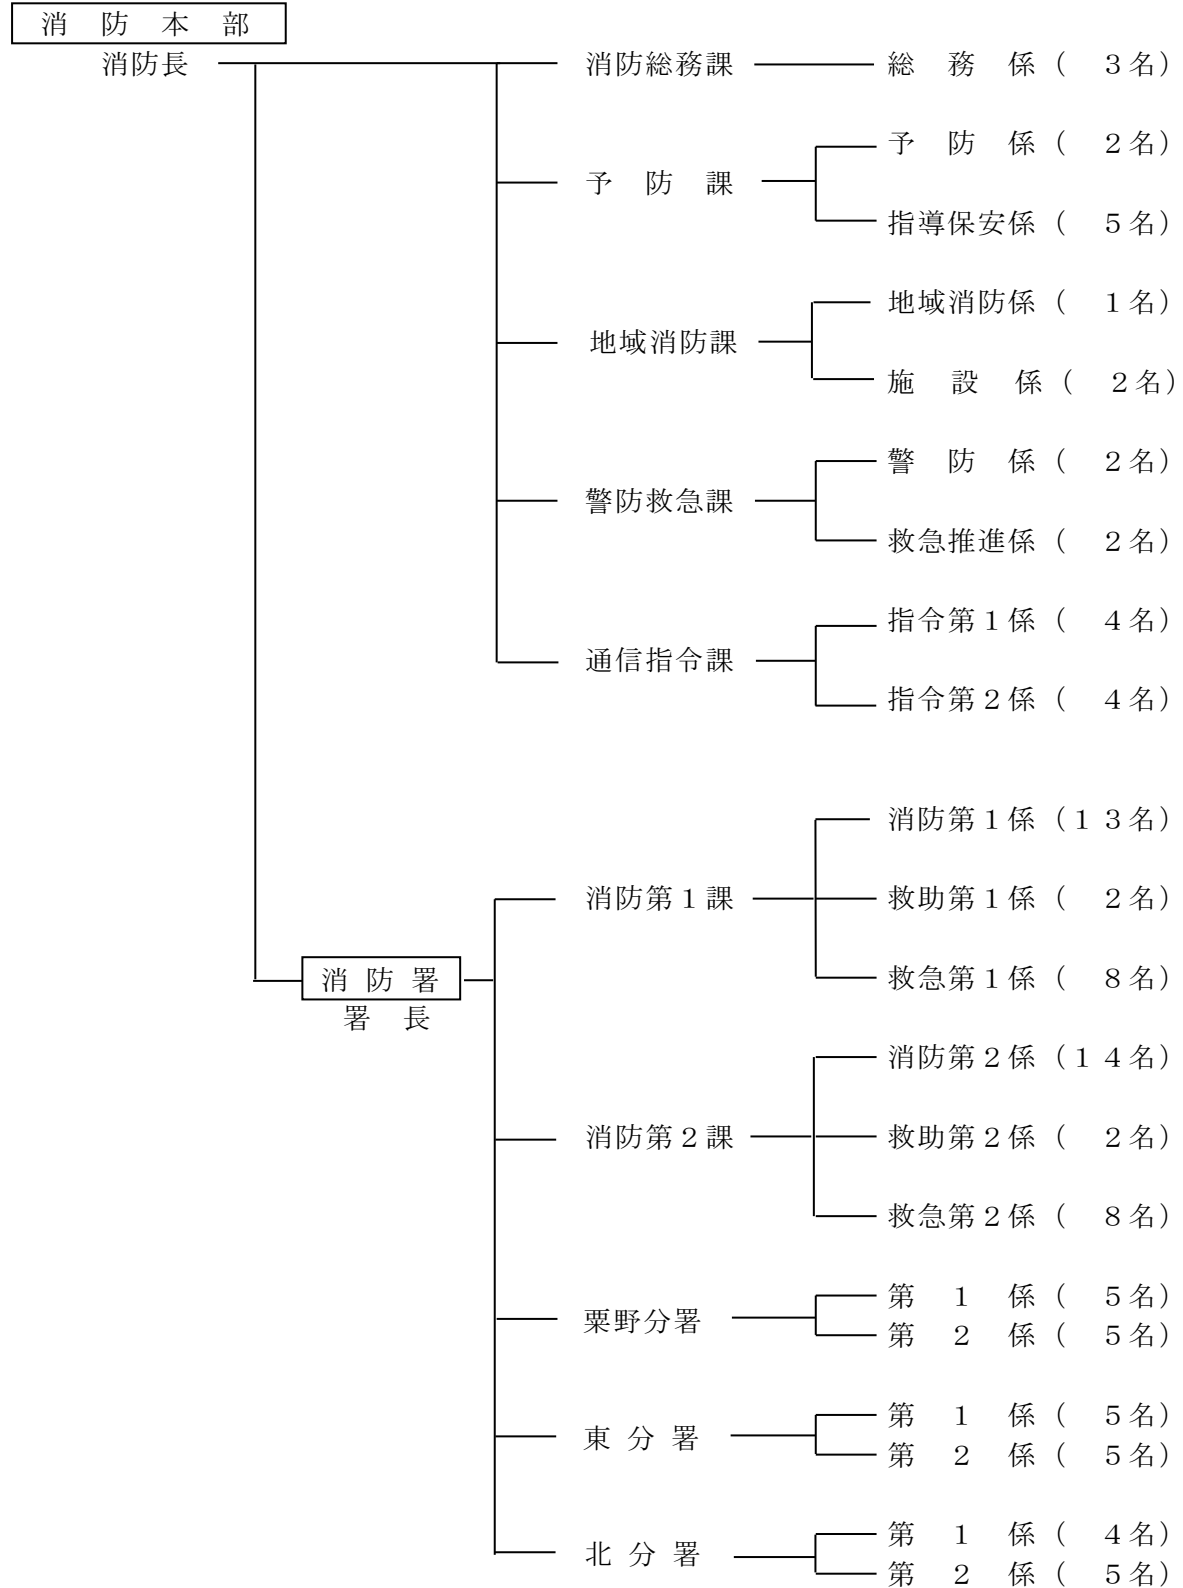 消防本部
消防長 消防総務課 総務係（ 3名）
予防係（ 2名）
予防課
指導保安係（ 5名）
地域消防係（ 1名）
地域消防課
施設係（ 2名）
警防係（ 2名）
警防救急課
救急推進係（ 2名）
指令第1係（ 4名）
通信指令課
指令第2係（ 4名）
消防第1係（13名）
消防第1課 救助第1係（ 2名）
救急第1係（ 8名）
消防署
署長
消防第2係（14名）
消防第2課 救助第2係（ 2名）
救急第2係（ 8名）
第1係（ 5名）
粟野分署
第2係（ 5名）
第1係（ 5名）
東分署
第2係（ 5名）
第1係（ 4名）
北分署
第2係（ 5名）